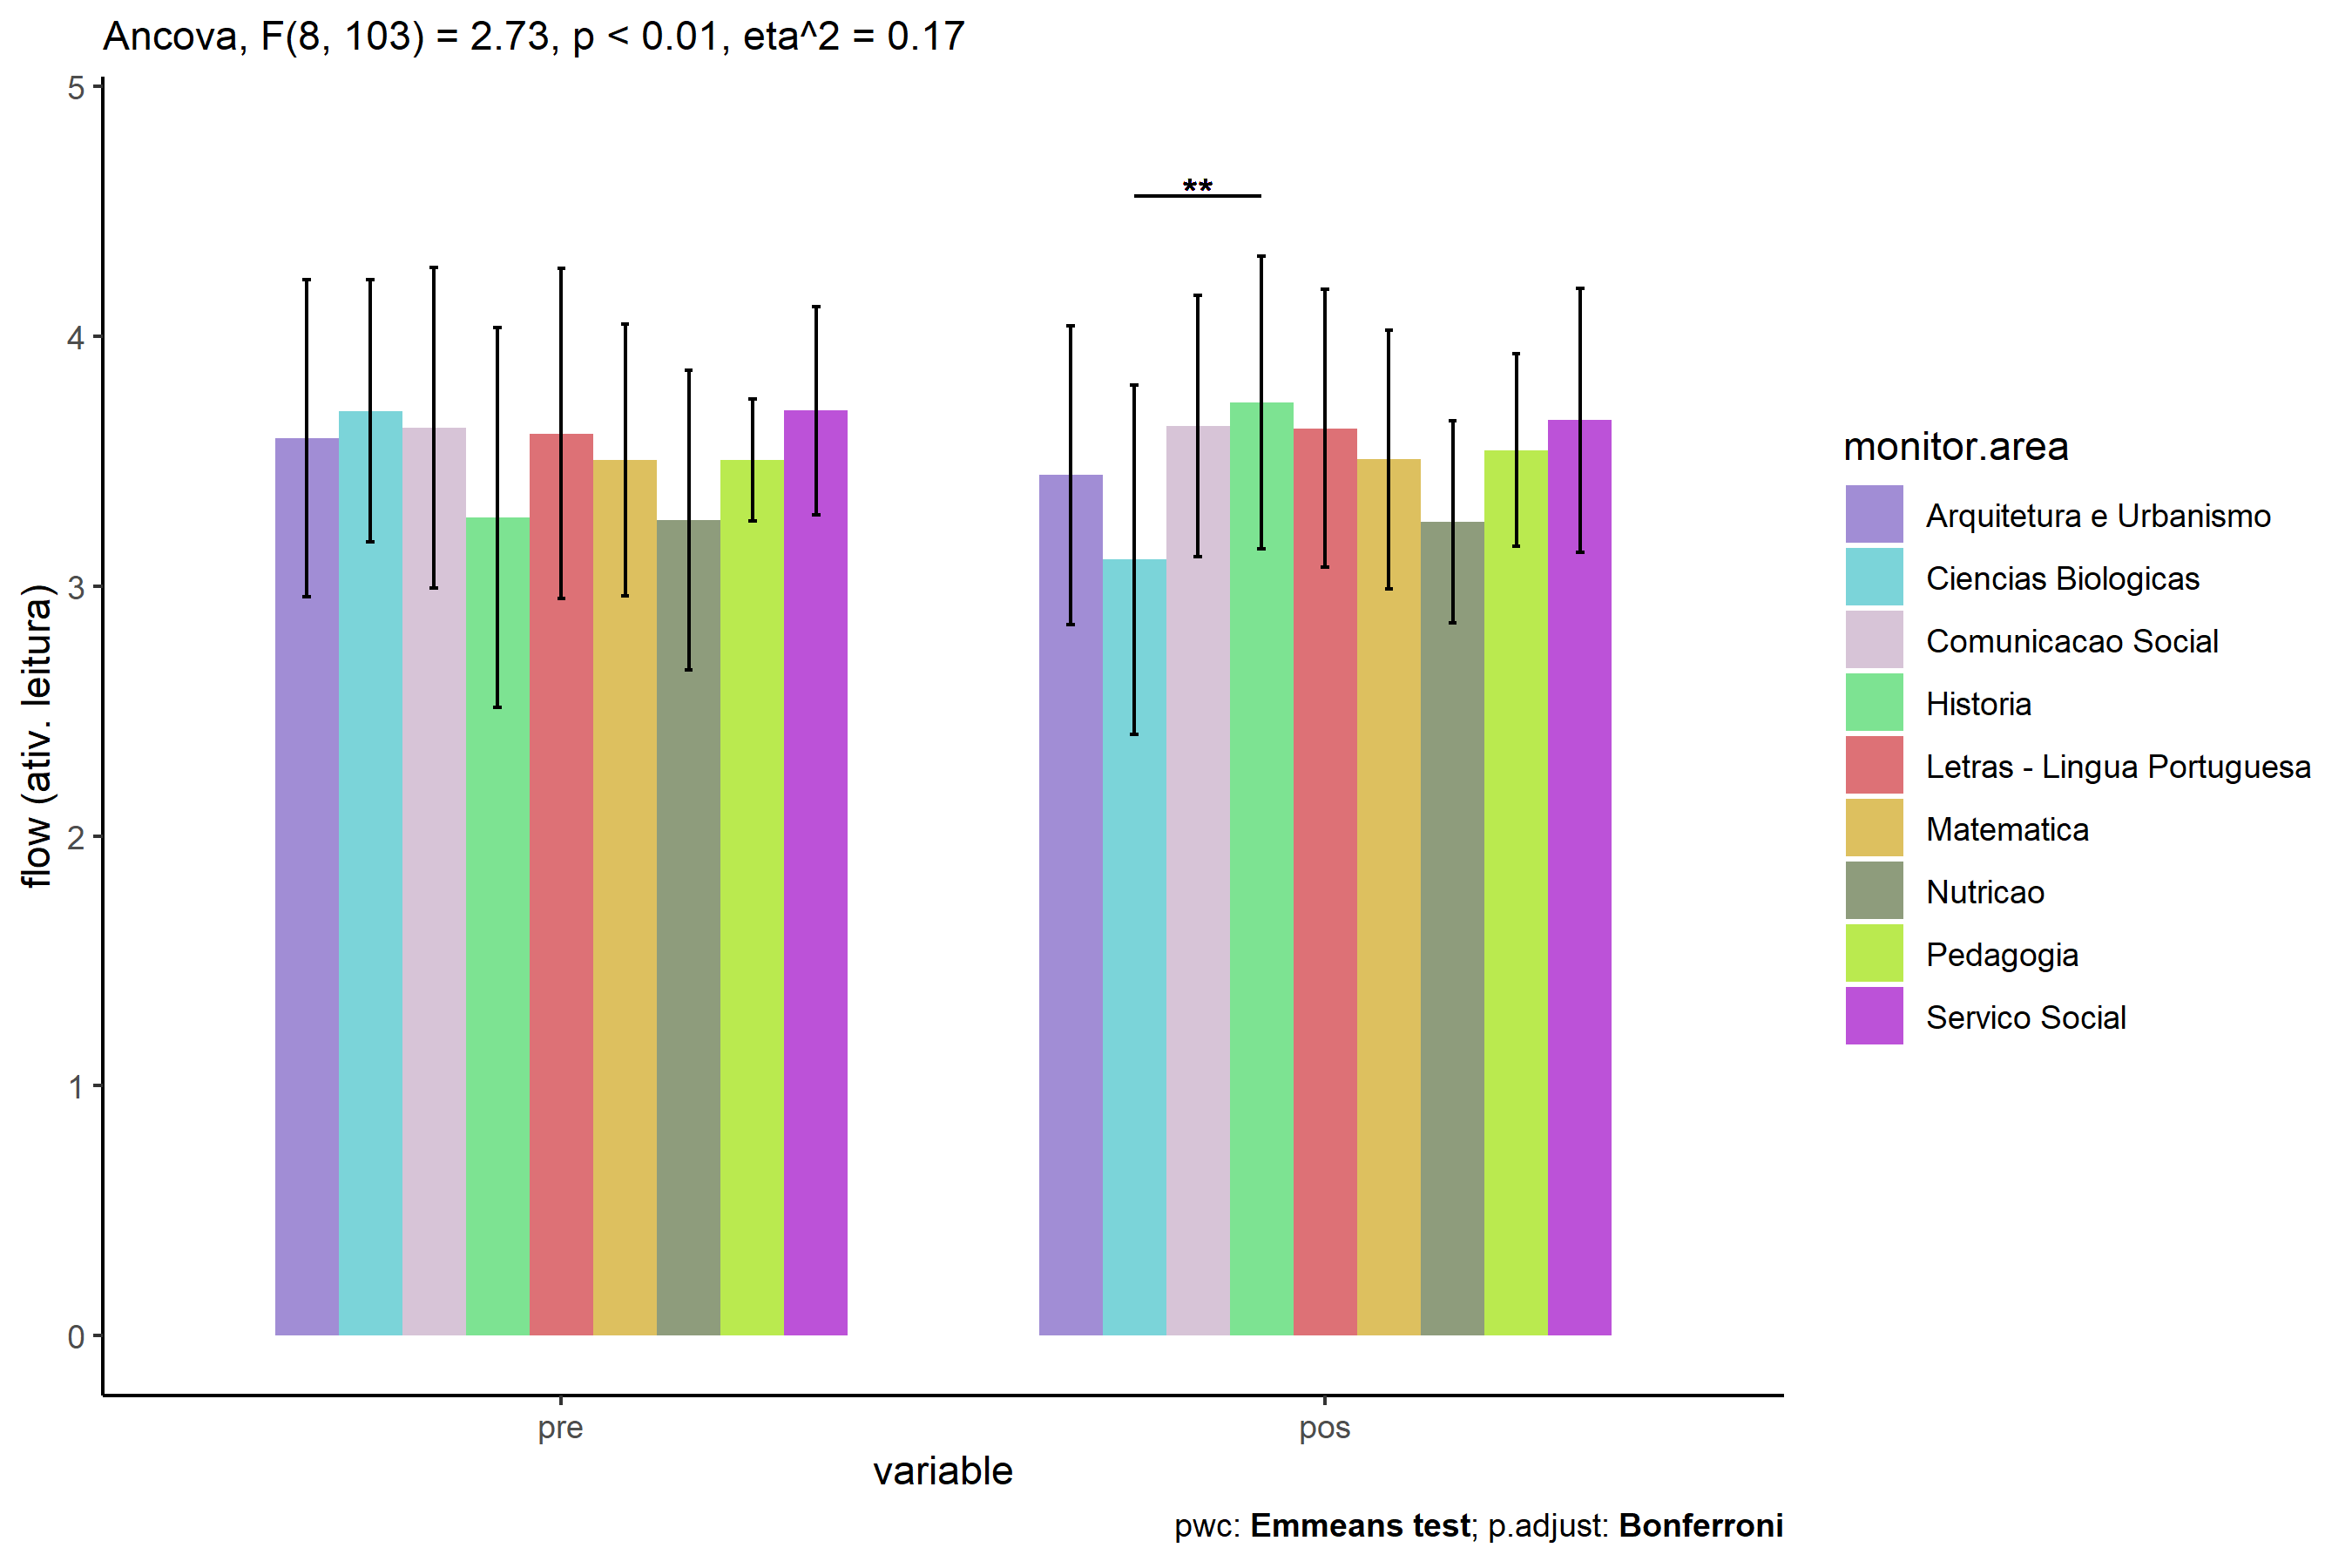 Ancova, F(8, 103) = 2.73, p < 0.01, eta^2 = 0.17
flow (ativ. leitura)
5
4
3
2
1
0
**
pre
pos
variable
pwc: Emmeans test; p.adjust: Bonferroni
monitor.area
Arquitetura e Urbanismo
Ciencias Biologicas
Comunicacao Social
Historia
Letras - Lingua Portuguesa
Matematica
Nutricao
Pedagogia
Servico Social